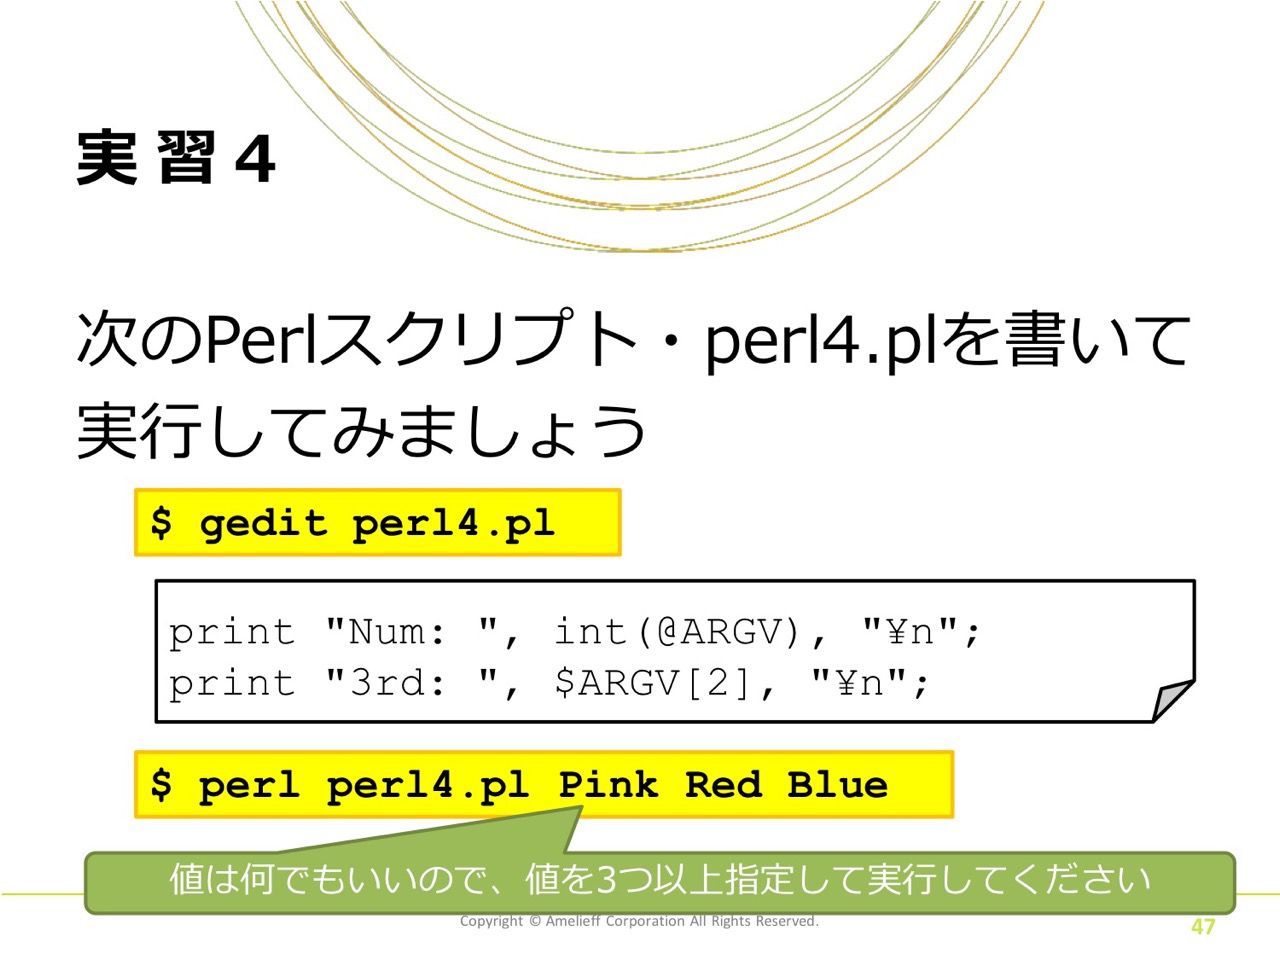 実習４
次のPerlスクリプト・perl4.plを書いて
実行してみましょう
$ gedit perl4.pl
print "Num: ", int(@ARGV), "¥n";
print "3rd: ", $ARGV[2], "¥n";
$ perl perl4.pl Pink Red Blue
値は何でもいいので、値を3つ以上指定して実行してください
Copyright © Amelieff Corporation All Rights Reserved.
47